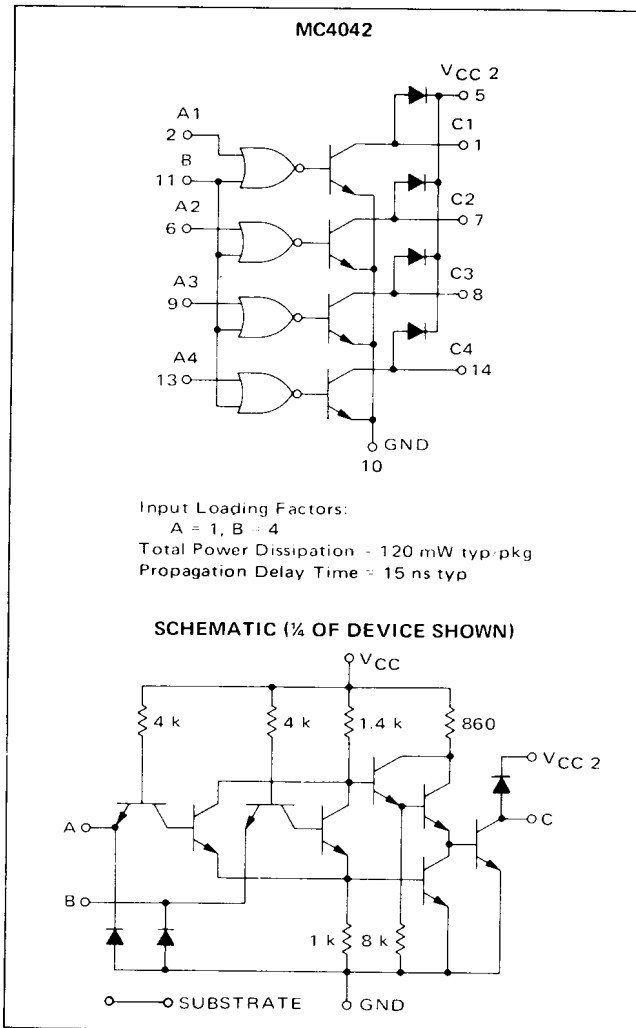 MC4042
VCC 2
5
A1
2
C1
1
B
11
A2
6
C2
7
A3
9
C3
8
A4
13
C4
14
GND
10
Input Loading Factors:
A = 1, B = 4
Total Power Dissipation = 120 mW typ/pkg
Propagation Delay Time = 15 ns typ
SCHEMATIC (¼ OF DEVICE SHOWN)
VCC
4 k
4 k
1.4 k
860
VCC 2
A
C
B
1 k
8 k
SUBSTRATE
GND